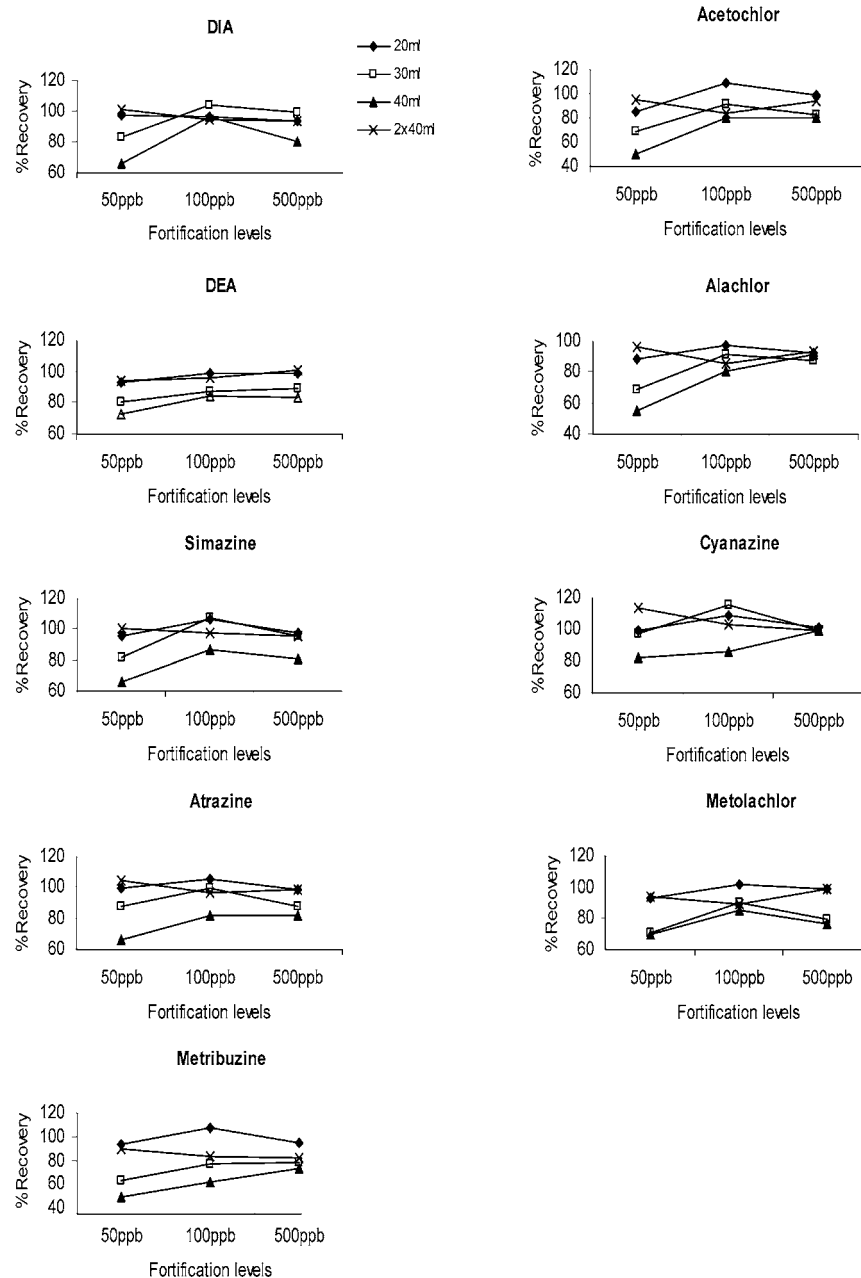 DIA
20ml
30ml
40ml
2x40ml
120
100
80
60
%Recovery
50ppb 100ppb 500ppb
Fortification levels
Acetochlor
120
100
80
60
40
%Recovery
50ppb 100ppb 500ppb
Fortification levels
DEA
120
100
80
60
%Recovery
50ppb 100ppb 500ppb
Fortification levels
Alachlor
100
80
60
40
%Recovery
50ppb 100ppb 500ppb
Fortification levels
Simazine
120
100
80
60
%Recovery
50ppb 100ppb 500ppb
Fortification levels
Cyanazine
120
100
80
60
%Recovery
50ppb 100ppb 500ppb
Fortification levels
Atrazine
120
100
80
60
%Recovery
50ppb 100ppb 500ppb
Fortification levels
Metolachlor
120
100
80
60
%Recovery
50ppb 100ppb 500ppb
Fortification levels
Metribuzine
120
100
80
60
40
%Recovery
50ppb 100ppb 500ppb
Fortification levels